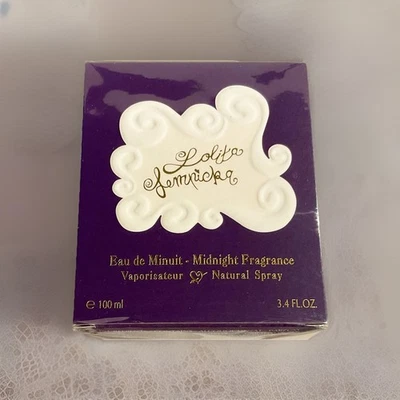 Lolita
Lempicka
Eau de Minuit - Midnight Fragrance
Vaporisateur Natural Spray
℮ 100 ml 3.4 FL.OZ.